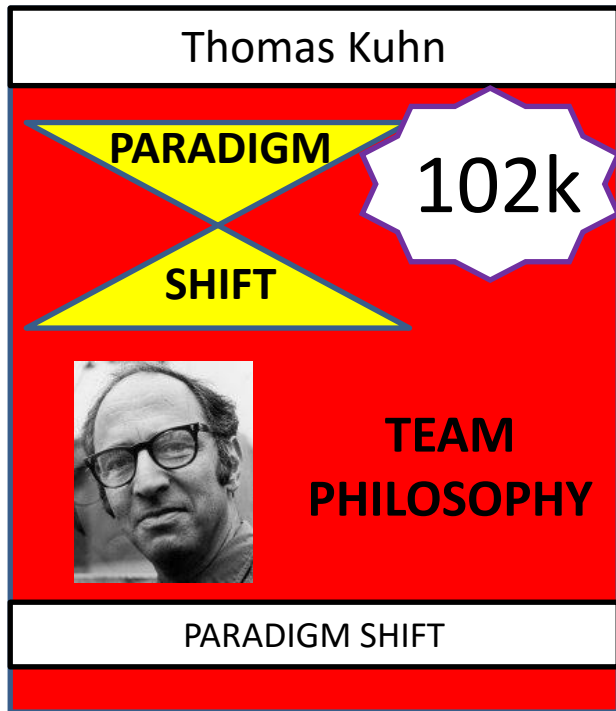 Thomas Kuhn
PARADIGM
102k
SHIFT
TEAM
PHILOSOPHY
PARADIGM SHIFT